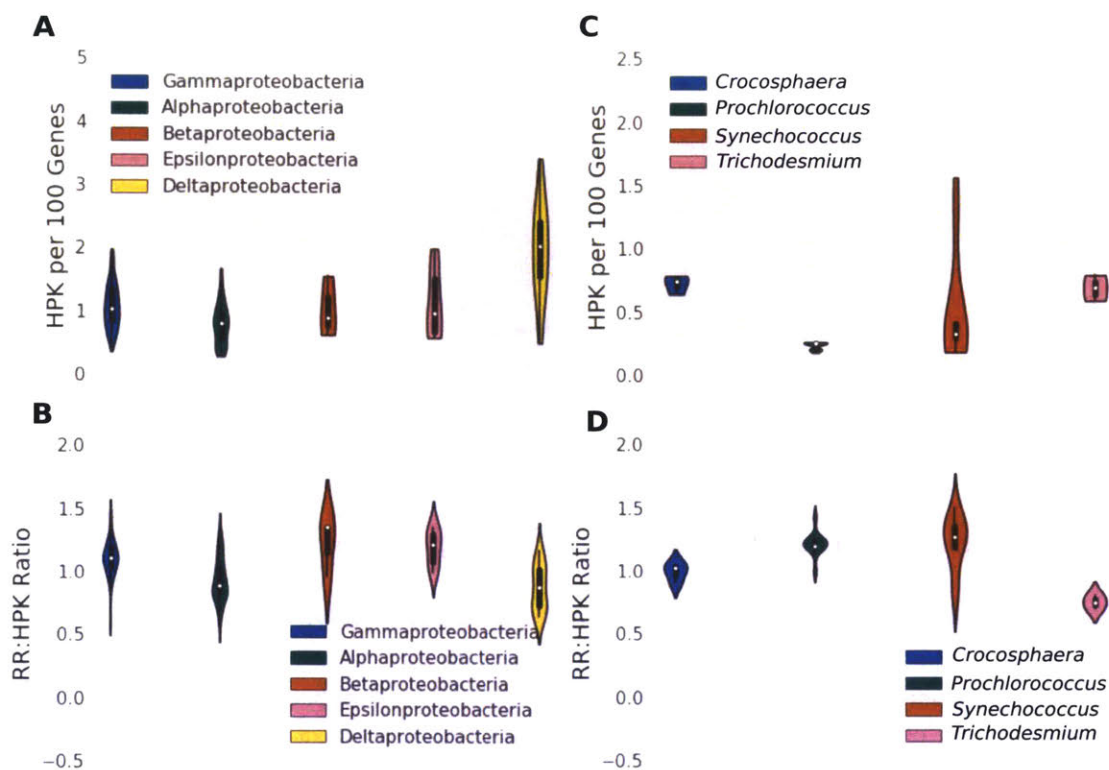 A
5
4
3
2
1
0
HPK per 100 Genes
Gammaproteobacteria
Alphaproteobacteria
Betaproteobacteria
Epsilonproteobacteria
Deltaproteobacteria
B
2.0
1.5
1.0
0.5
0.0
−0.5
RR:HPK Ratio
Gammaproteobacteria
Alphaproteobacteria
Betaproteobacteria
Epsilonproteobacteria
Deltaproteobacteria
C
2.5
2.0
1.5
1.0
0.5
0.0
HPK per 100 Genes
Crocosphaera
Prochlorococcus
Synechococcus
Trichodesmium
D
2.0
1.5
1.0
0.5
0.0
−0.5
RR:HPK Ratio
Crocosphaera
Prochlorococcus
Synechococcus
Trichodesmium